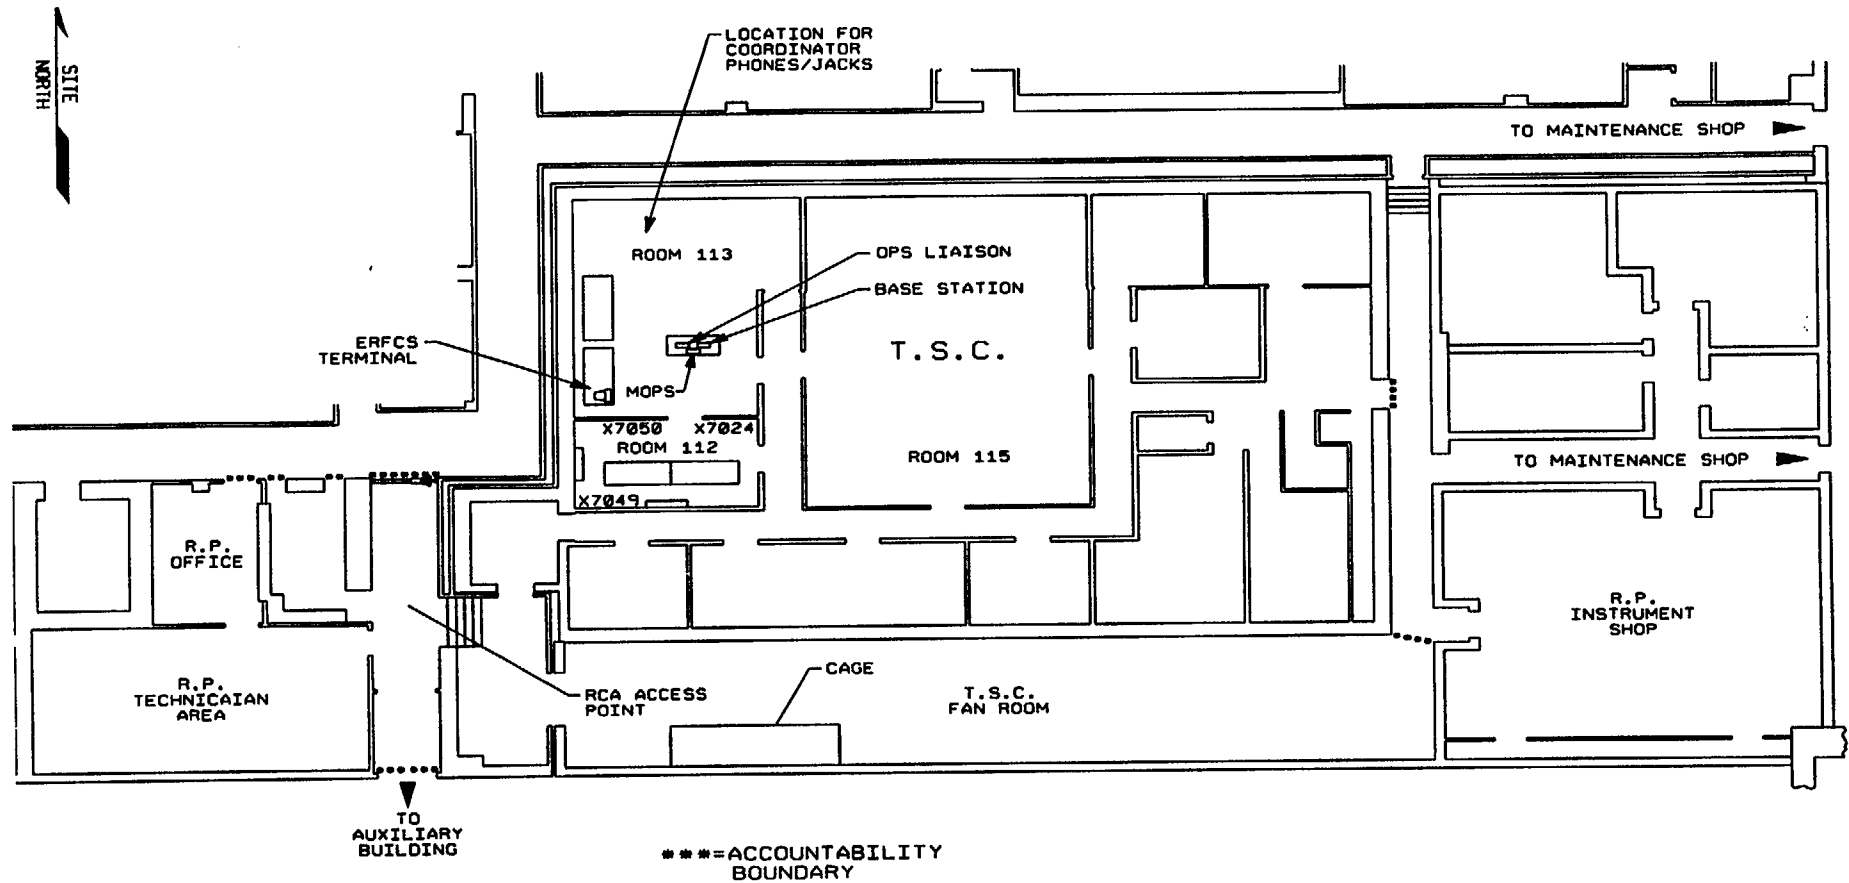 LOCATION FOR
COORDINATOR
PHONES/JACKS
SITE
NORTH
TO MAINTENANCE SHOP
ROOM 113
OPS LIAISON
BASE STATION
ERFCS
TERMINAL
T.S.C.
MOPS
X7050
X7024
ROOM 112
ROOM 115
TO MAINTENANCE SHOP
X7049
R.P.
OFFICE
R.P.
INSTRUMENT
SHOP
CAGE
R.P.
TECHNICAIAN
AREA
RCA ACCESS
POINT
T.S.C.
FAN ROOM
TO
AUXILIARY
BUILDING
***=ACCOUNTABILITY
BOUNDARY